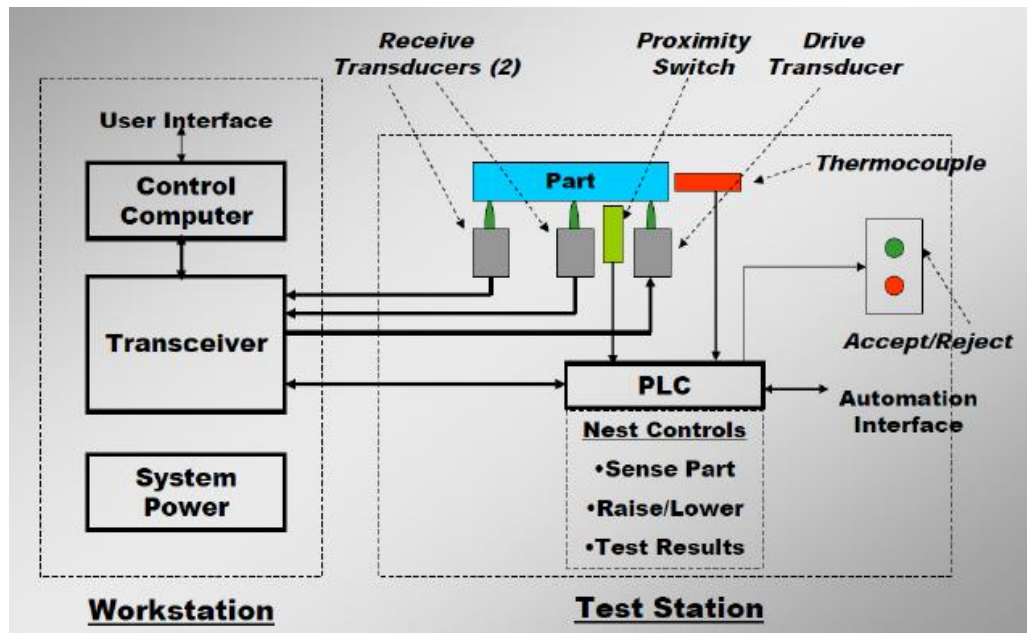 Receive
Transducers (2)
Proximity
Switch
Drive
Transducer
User Interface
Control
Computer
Transceiver
System
Power
Workstation
Part
Thermocouple
Accept/Reject
PLC
Automation
Interface
Nest Controls
•Sense Part
•Raise/Lower
•Test Results
Test Station